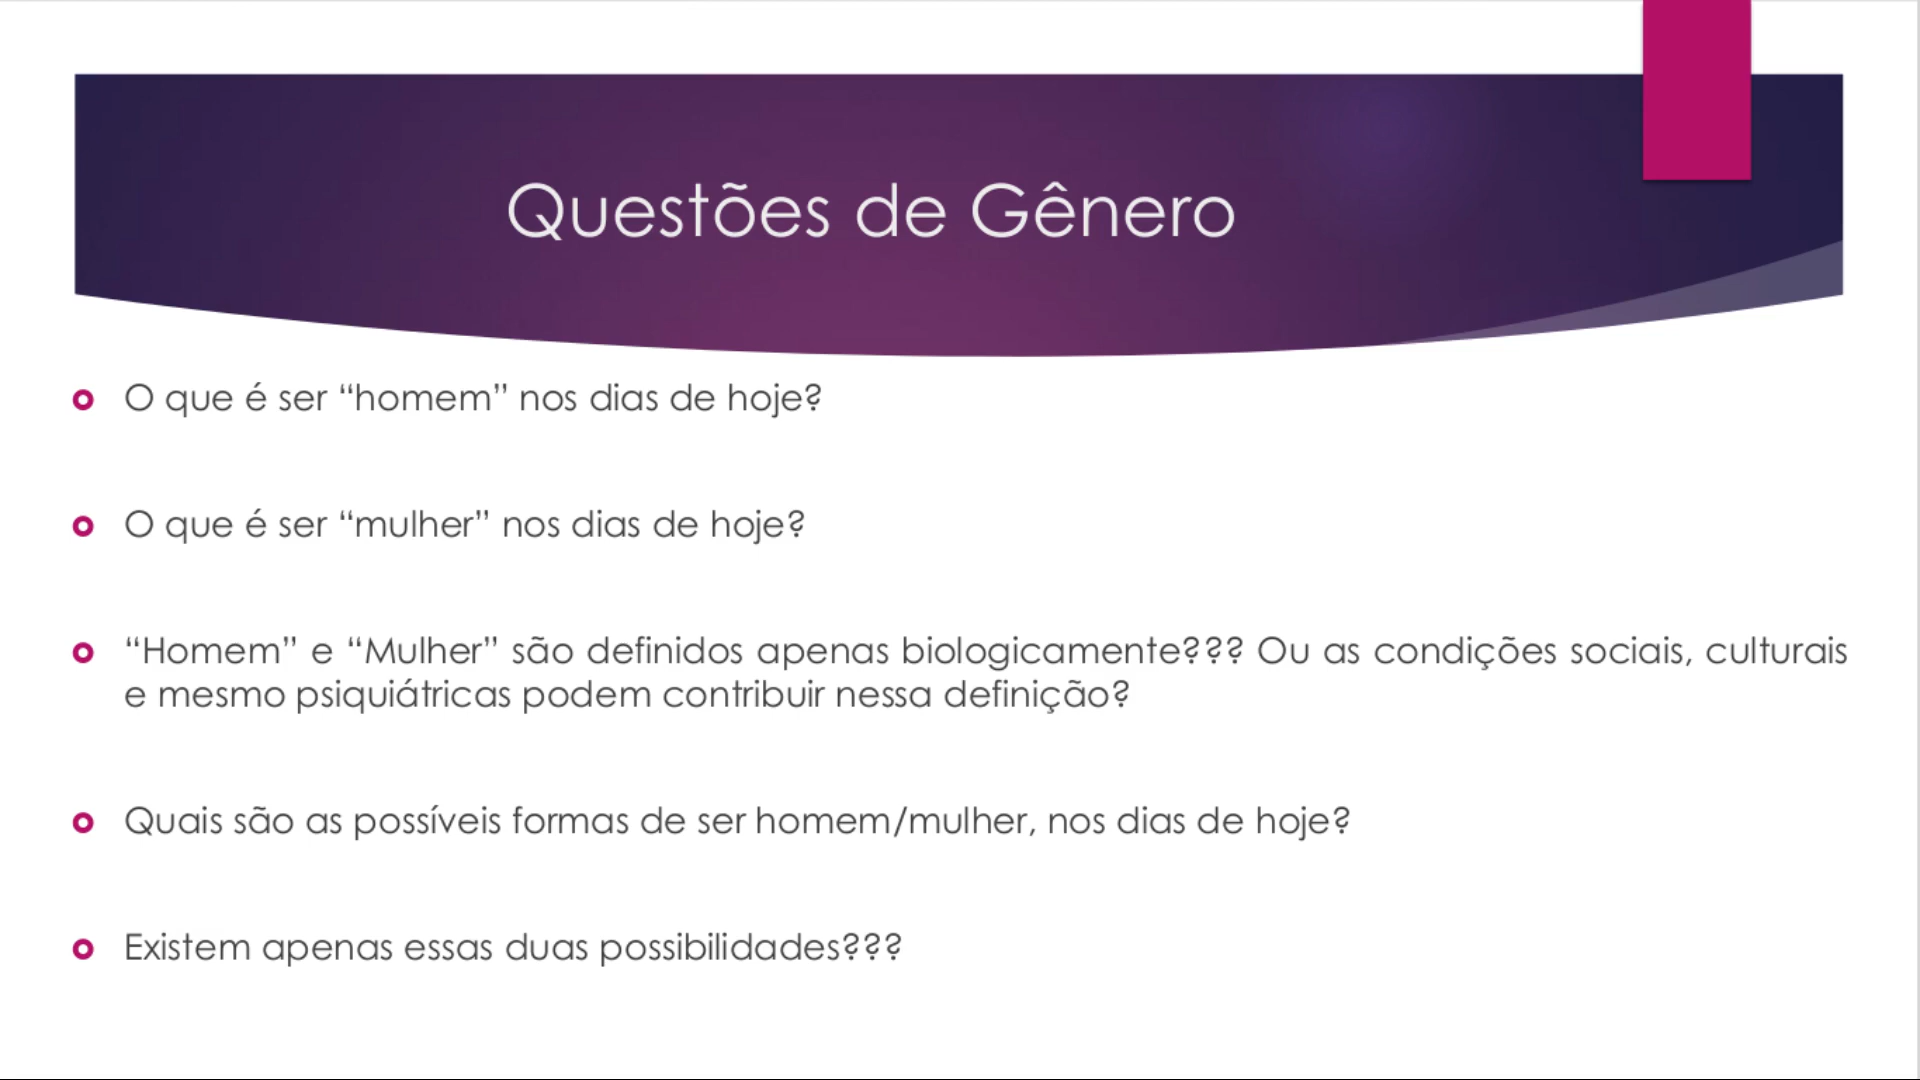 Questões de Gênero
O que é ser “homem” nos dias de hoje?
O que é ser “mulher” nos dias de hoje?
“Homem” e “Mulher” são definidos apenas biologicamente??? Ou as condições sociais, culturais
e mesmo psiquiátricas podem contribuir nessa definição?
Quais são as possíveis formas de ser homem/mulher, nos dias de hoje?
Existem apenas essas duas possibilidades???